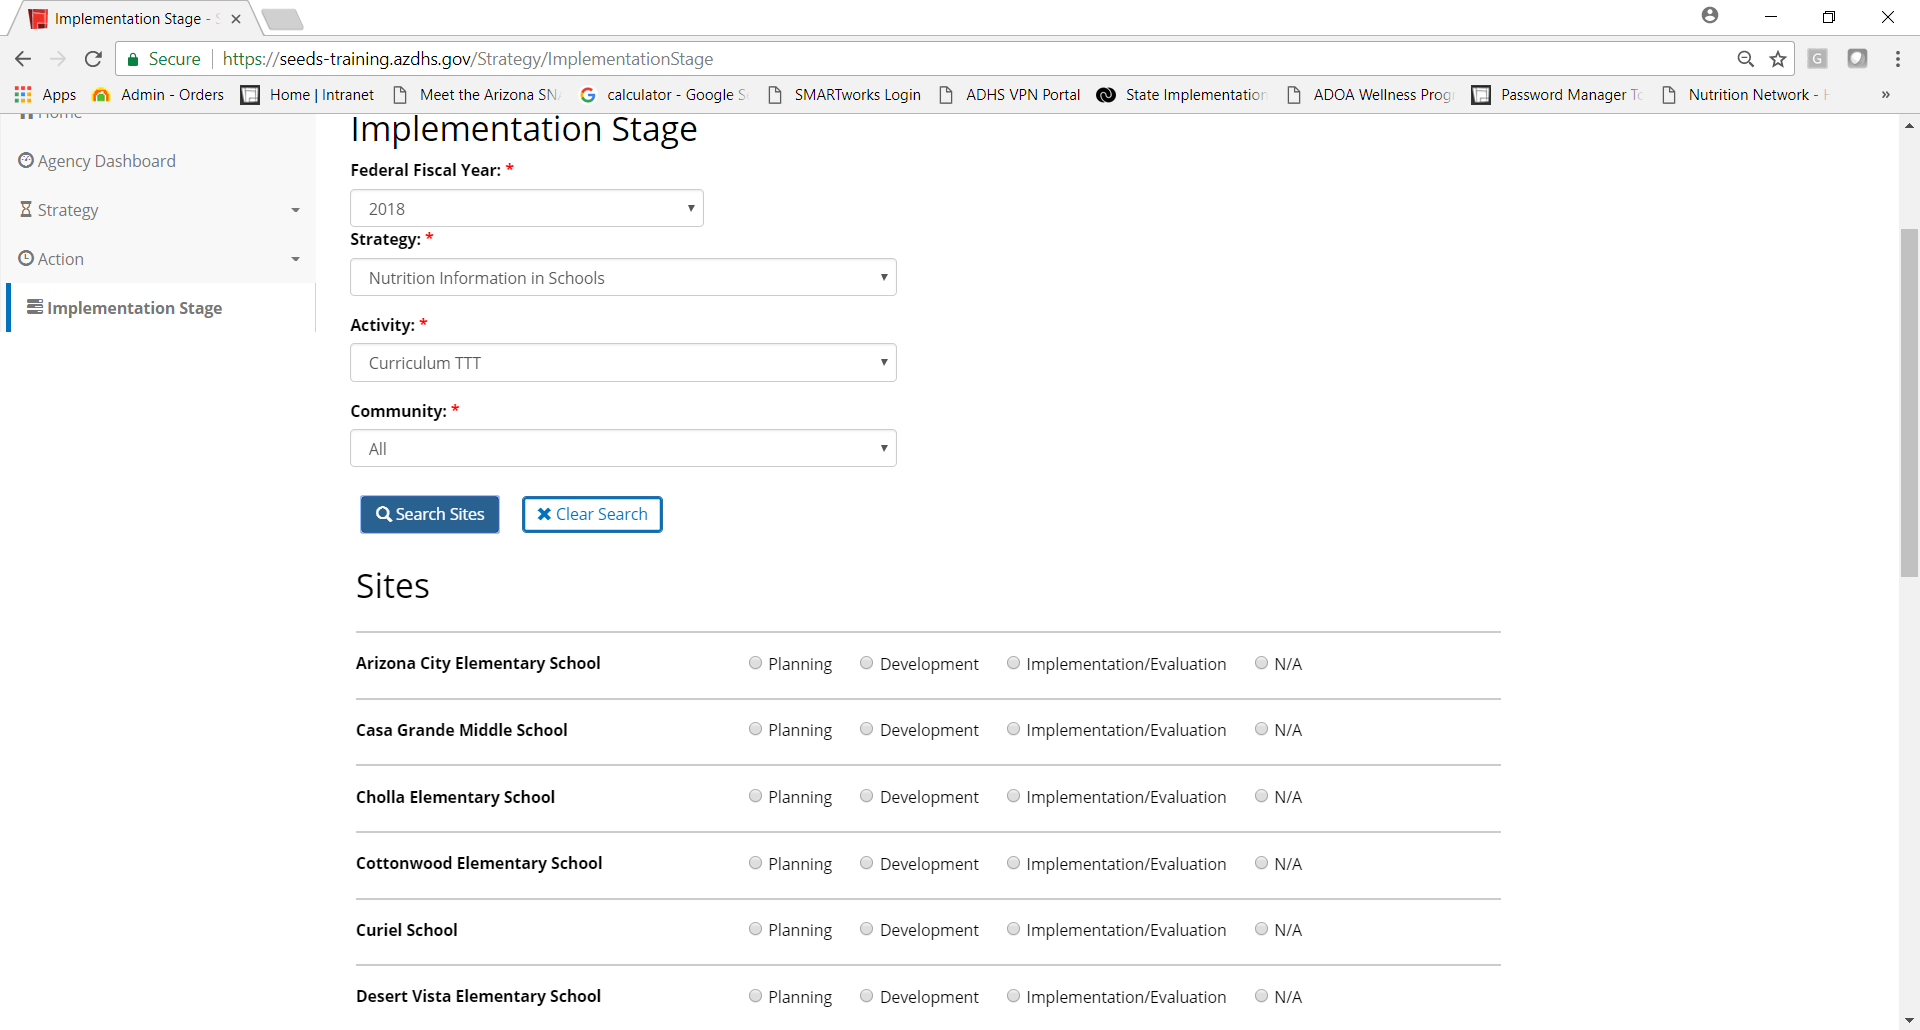 Implementation Stage -
Secure https://seeds-training.azdhs.gov/Strategy/ImplementationStage G
Apps Admin - Orders Home | Intranet Meet the Arizona SN calculator - Google S SMARTworks Login ADHS VPN Portal State Implementation ADOA Wellness Prog Password Manager To Nutrition Network - H »
Home
Implementation Stage
Federal Fiscal Year: *
Agency Dashboard
2018
Strategy
Strategy: *
Action
Nutrition Information in Schools
Implementation Stage
Activity: *
Curriculum TTT
Community: *
All
Search Sites Clear Search
Sites
Arizona City Elementary School Planning Development Implementation/Evaluation N/A
Casa Grande Middle School Planning Development Implementation/Evaluation N/A
Cholla Elementary School Planning Development Implementation/Evaluation N/A
Cottonwood Elementary School Planning Development Implementation/Evaluation N/A
Curiel School Planning Development Implementation/Evaluation N/A
Desert Vista Elementary School Planning Development Implementation/Evaluation N/A